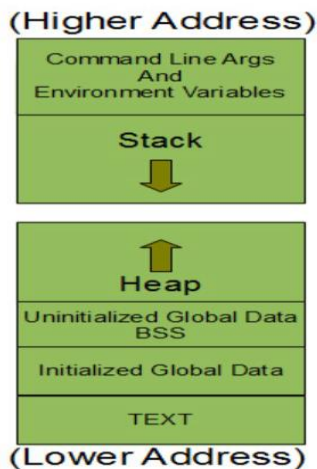 (Higher Address)
Command Line Args
And
Environment Variables
Stack
Heap
Uninitialized Global Data
BSS
Initialized Global Data
TEXT
(Lower Address)